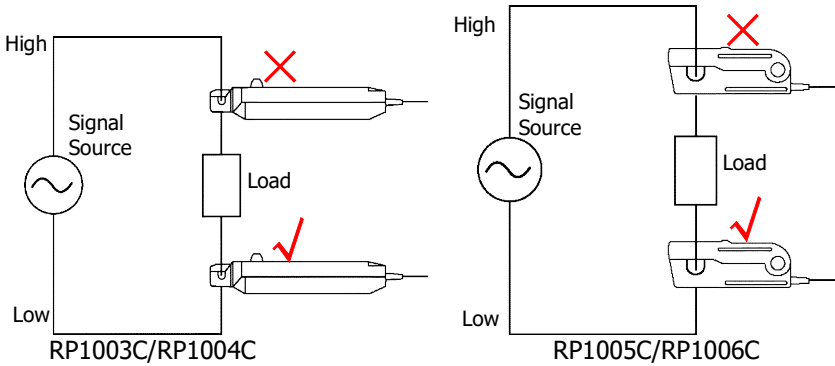 High
Signal
Source
Load
Low
RP1003C/RP1004C
High
Signal
Source
Load
Low
RP1005C/RP1006C